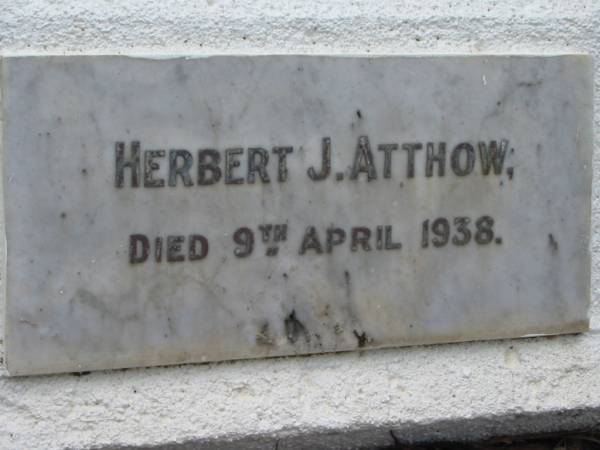 HERBERT J. ATTHOW,
DIED 9TH APRIL 1938.